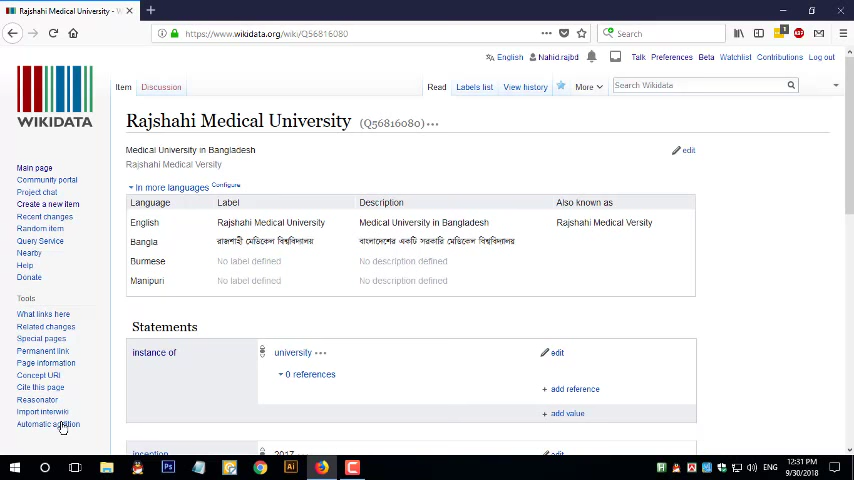 Rajshahi Medical University - W
https://www.wikidata.org/wiki/Q56816080
Search
English Nahid.rajbd Talk Preferences Beta Watchlist Contributions Log out
Item Discussion Read Labels list View history More Search Wikidata
WIKIDATA
Rajshahi Medical University (Q56816080)
Medical University in Bangladesh
edit
Rajshahi Medical Versity
In more languages Configure
Language Label Description Also known as
English Rajshahi Medical University Medical University in Bangladesh Rajshahi Medical Versity
Bangla রাজশাহী মেডিকেল বিশ্ববিদ্যালয় বাংলাদেশের একটি সরকারি মেডিকেল বিশ্ববিদ্যালয়
Burmese No label defined No description defined
Manipuri No label defined No description defined
Main page
Community portal
Project chat
Create a new item
Recent changes
Random item
Query Service
Nearby
Help
Donate
Tools
What links here
Related changes
Special pages
Permanent link
Page information
Concept URI
Cite this page
Reasonator
Import interwiki
Automatic addition
Statements
instance of
university
edit
0 references
+ add reference
+ add value
inception
2017
edit
ENG
12:31 PM
9/30/2018